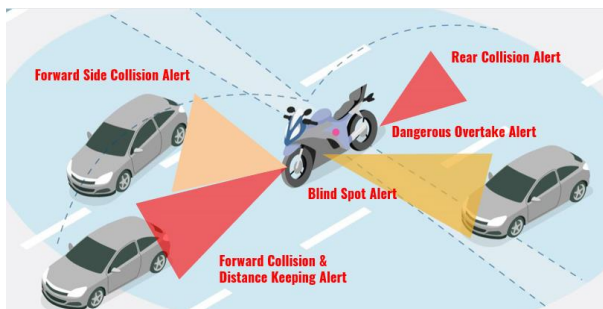 Rear Collision Alert
Forward Side Collision Alert
Dangerous Overtake Alert
Blind Spot Alert
Forward Collision &
Distance Keeping Alert